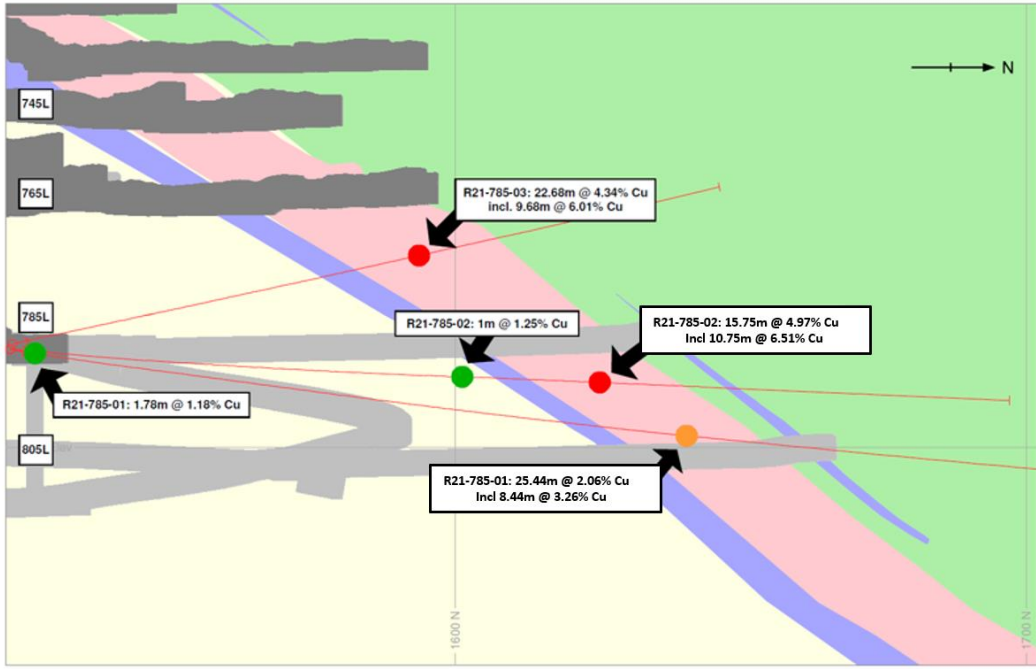 N
745L
765L
R21-785-03: 22.68m @ 4.34% Cu
incl. 9.68m @ 6.01% Cu
785L
R21-785-02: 1m @ 1.25% Cu
R21-785-02: 15.75m @ 4.97% Cu
Incl 10.75m @ 6.51% Cu
R21-785-01: 1.78m @ 1.18% Cu
805L
R21-785-01: 25.44m @ 2.06% Cu
Incl 8.44m @ 3.26% Cu
1600 N
1700 N